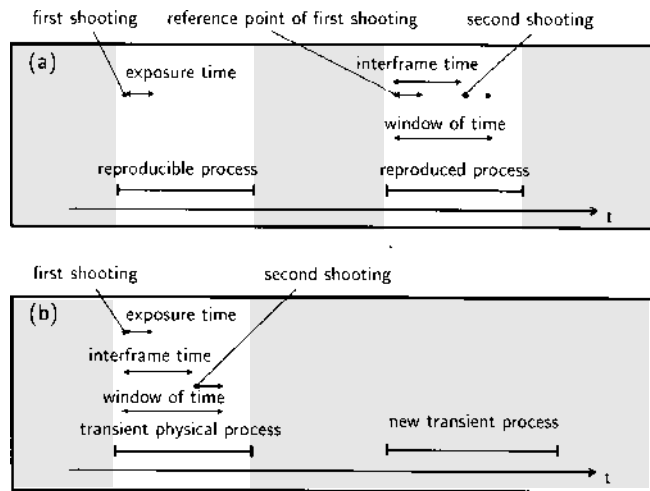 first shooting reference point of first shooting second shooting
(a) interframe time
exposure time
window of time
reproducible process reproduced process
t
first shooting second shooting
(b) exposure time
interframe time
window of time
transient physical process new transient process
t